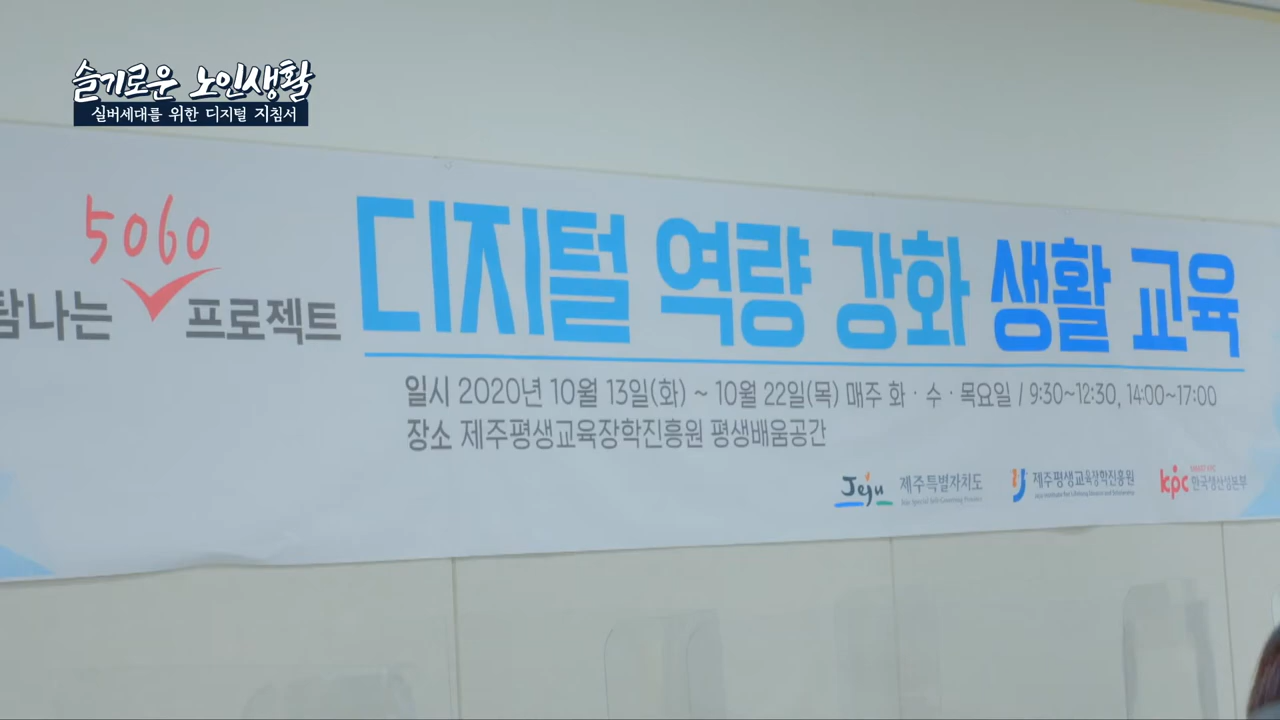 슬기로운 노인생활
실버세대를 위한 디지털 지침서
5060
탐나는 프로젝트
디지털 역량 강화 생활 교육
일시 2020년 10월 13일(화) ~ 10월 22일(목) 매주 화 · 수 · 목요일 / 9:30~12:30, 14:00~17:00
장소 제주평생교육장학진흥원 평생배움공간
Jeju 제주특별자치도
제주평생교육장학진흥원
kpc 한국생산성본부